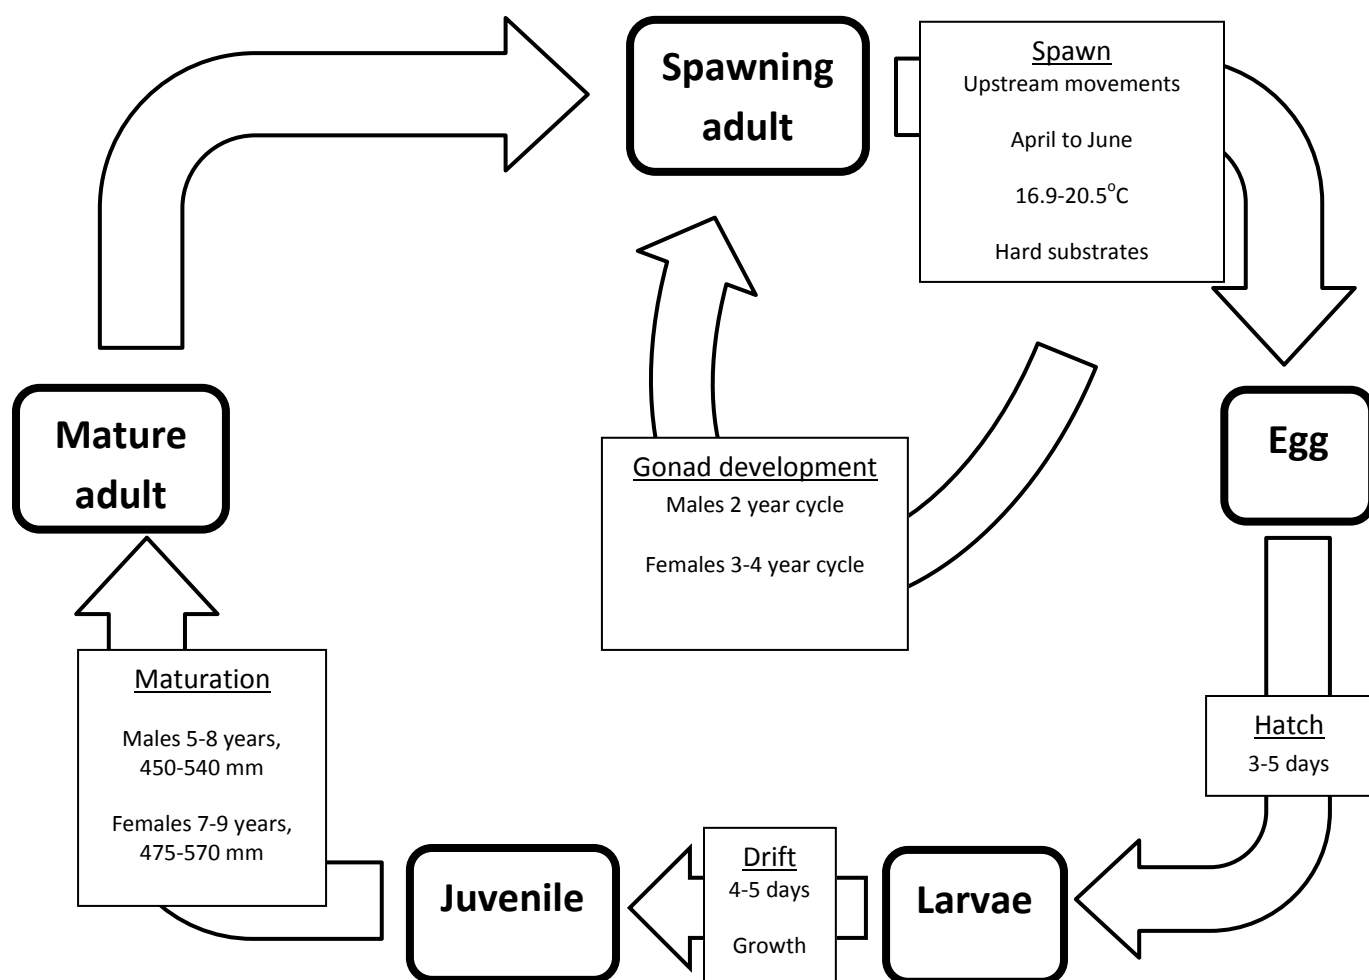 Spawning
adult
Spawn
Upstream movements
April to June
16.9-20.5°C
Hard substrates
Mature
adult
Gonad development
Males 2 year cycle
Females 3-4 year cycle
Egg
Maturation
Males 5-8 years,
450-540 mm
Females 7-9 years,
475-570 mm
Hatch
3-5 days
Juvenile
Drift
4-5 days
Growth
Larvae